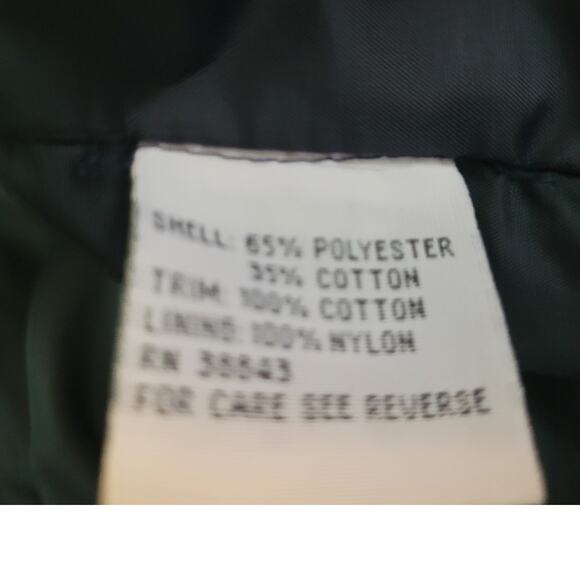 SHELL: 65% POLYESTER
35% COTTON
TRIM: 100% COTTON
LINING: 100% NYLON
RN 38843
FOR CARE SEE REVERSE